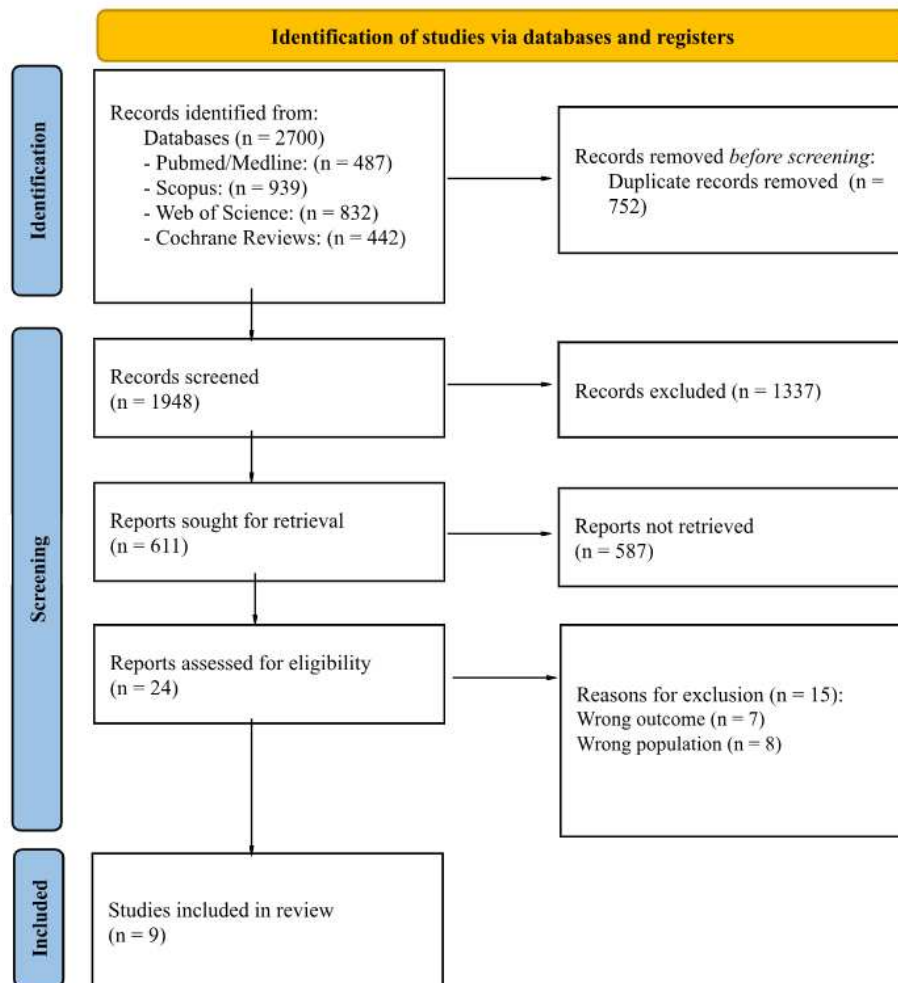 Identification of studies via databases and registers
Identification
Records identified from:
Databases (n = 2700)
- Pubmed/Medline: (n = 487)
- Scopus: (n = 939)
- Web of Science: (n = 832)
- Cochrane Reviews: (n = 442)
Records removed before screening:
Duplicate records removed (n =
752)
Screening
Records screened
(n = 1948)
Records excluded (n = 1337)
Reports sought for retrieval
(n = 611)
Reports not retrieved
(n = 587)
Reports assessed for eligibility
(n = 24)
Reasons for exclusion (n = 15):
Wrong outcome (n = 7)
Wrong population (n = 8)
Included
Studies included in review
(n = 9)